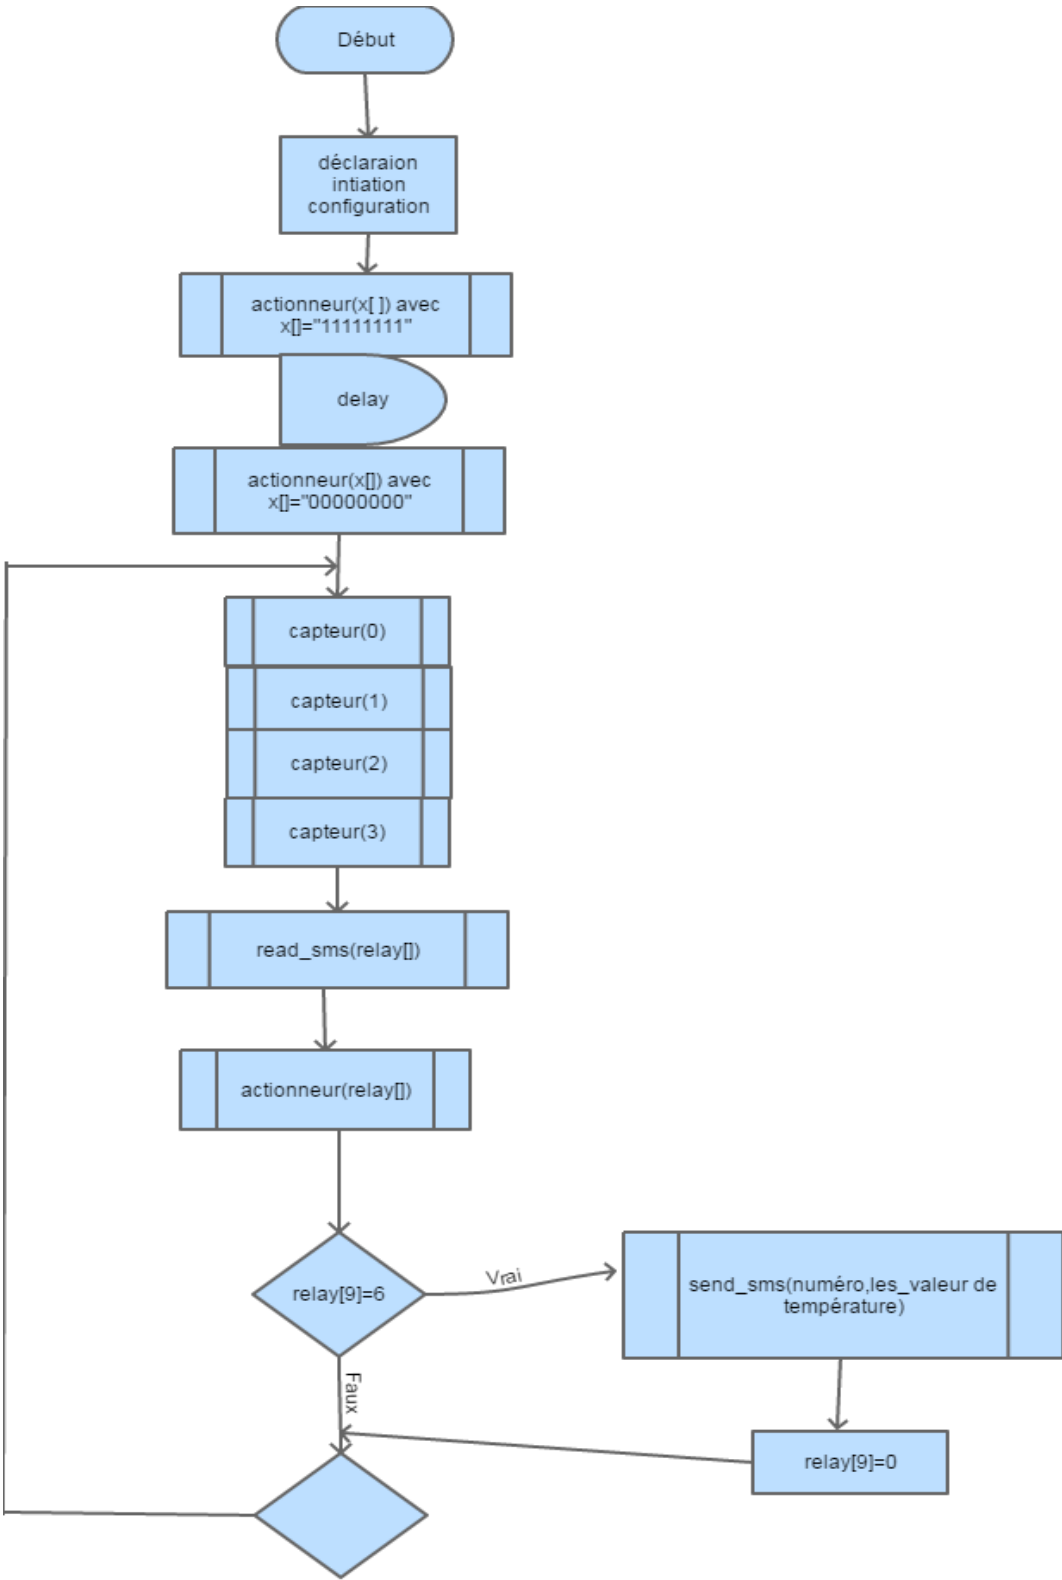 Début
déclaraion
intiation
configuration
actionneur(x[ ]) avec
x[]="11111111"
delay
actionneur(x[]) avec
x[]="00000000"
capteur(0)
capteur(1)
capteur(2)
capteur(3)
read_sms(relay[])
actionneur(relay[])
relay[9]=6
Vrai
send_sms(numéro,les_valeur de
température)
Faux
relay[9]=0